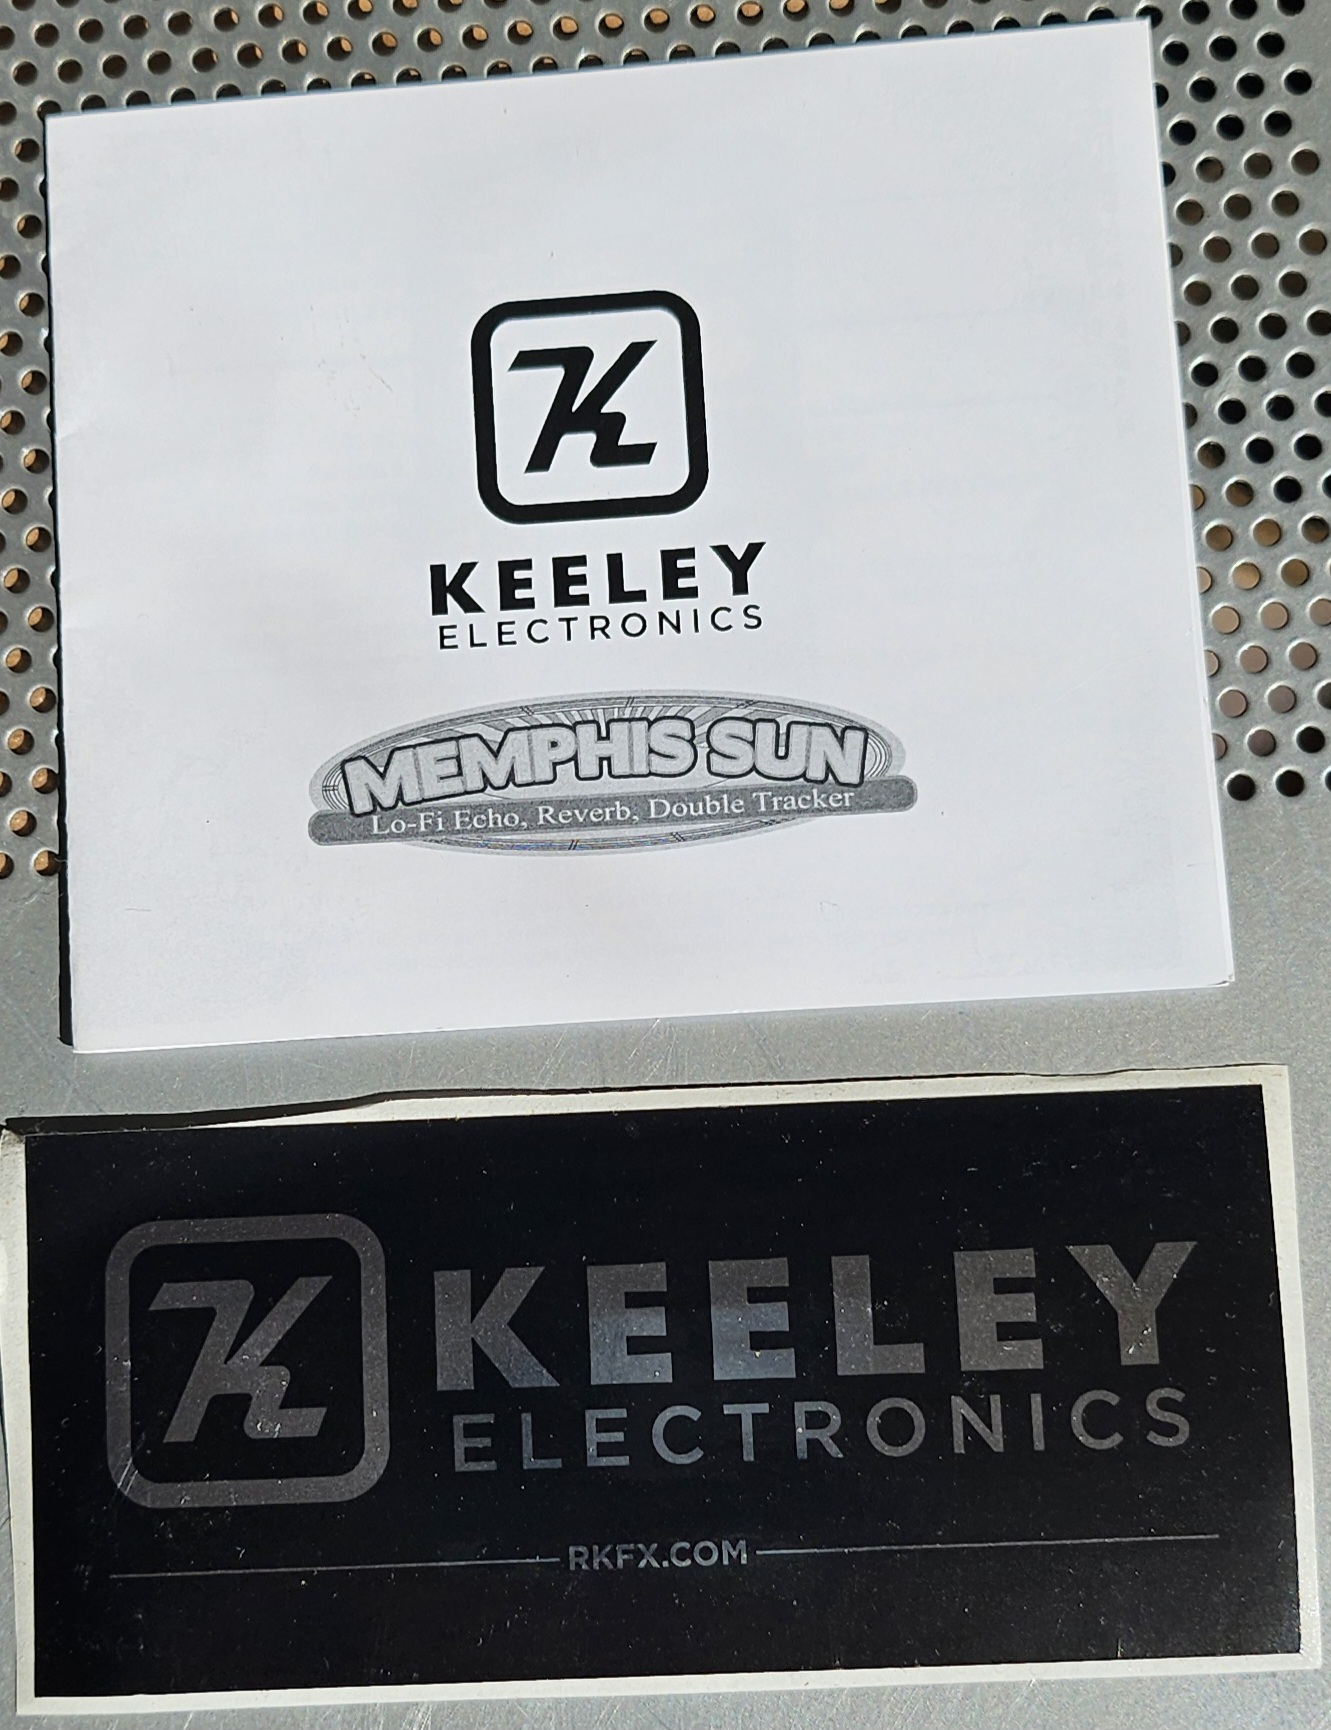 K
KEELEY
ELECTRONICS
MEMPHIS SUN
Lo-Fi Echo, Reverb, Double Tracker
K
KEELEY
ELECTRONICS
RKFX.COM